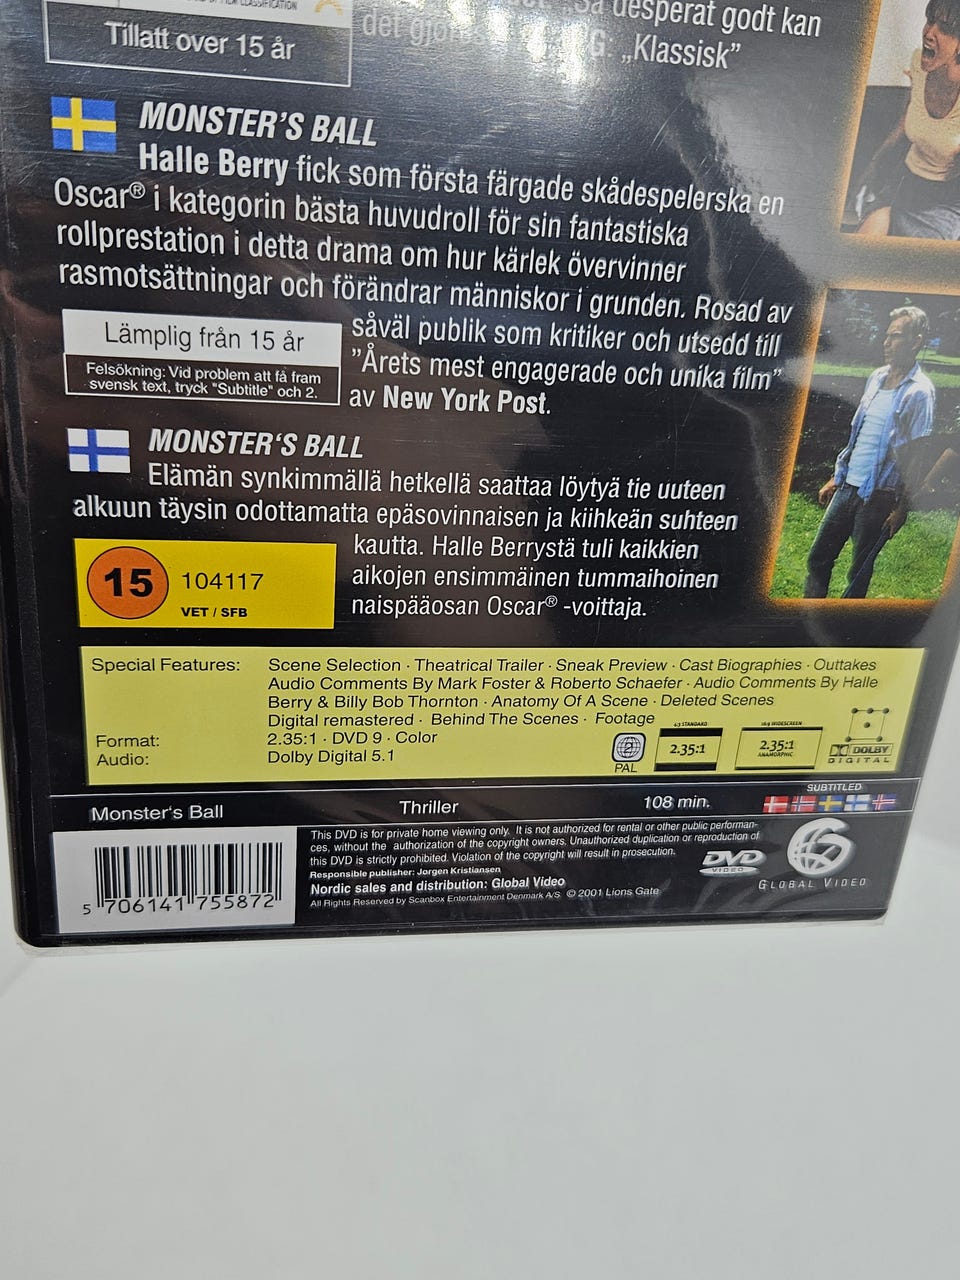 FILM CLASSIFICATION
Tillatt over 15 år
desperat godt kan
det
"Klassisk"
MONSTER'S BALL
Halle Berry fick som första färgade skådespelerska en
Oscar® i kategorin bästa huvudroll för sin fantastiska
rollprestation i detta drama om hur kärlek övervinner
rasmotsättningar och förändrar människor i grunden. Rosad av
såväl publik som kritiker och utsedd till
"Årets mest engagerade och unika film"
av New York Post.
Lämplig från 15 år
Felsökning: Vid problem att få fram
svensk text, tryck "Subtitle" och 2.
MONSTER'S BALL
Elämän synkimmällä hetkellä saattaa löytyä tie uuteen
alkuun täysin odottamatta epäsovinnaisen ja kiihkeän suhteen
kautta. Halle Berrystä tuli kaikkien
aikojen ensimmäinen tummaihoinen
naispääosan Oscar® -voittaja.
15 104117
VET / SFB
Special Features: Scene Selection · Theatrical Trailer · Sneak Preview · Cast Biographies · Outtakes
Audio Comments By Mark Foster & Roberto Schaefer · Audio Comments By Halle
Berry & Billy Bob Thornton · Anatomy Of A Scene · Deleted Scenes
Digital remastered · Behind The Scenes · Footage
Format: 2.35:1 · DVD 9 · Color
Audio: Dolby Digital 5.1
2
PAL
4:3 STANDARD
2.35:1
16:9 WIDESCREEN
2.35:1
ANAMORPHIC
DOLBY
DIGITAL
Monster's Ball Thriller 108 min.
SUBTITLED
This DVD is for private home viewing only. It is not authorized for rental or other public performan-
ces, without the authorization of the copyright owners. Unauthorized duplication or reproduction of
this DVD is strictly prohibited. Violation of the copyright will result in prosecution.
Responsible publisher: Jørgen Kristiansen
Nordic sales and distribution: Global Video
All Rights Reserved by Scanbox Entertainment Denmark A/S © 2001 Lions Gate
DVD
VIDEO
GLOBAL VIDEO
5 706141 755872